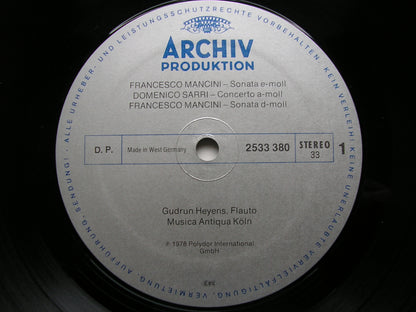 ARCHIV
PRODUKTION
FRANCESCO MANCINI – Sonata e-moll
DOMENICO SARRI – Concerto a-moll
FRANCESCO MANCINI – Sonata d-moll
D. P.
Made in West Germany
2533 380
STEREO
33
1
Gudrun Heyens, Flauto
Musica Antiqua Köln
℗ 1978 Polydor International
GmbH
ALLE URHEBER- UND LEISTUNGSSCHUTZRECHTE VORBEHALTEN · KEIN VERLEIH! KEINE UNERLAUBTE VERVIELFÄLTIGUNG, VERMIETUNG, AUFFÜHRUNG, SENDUNG!